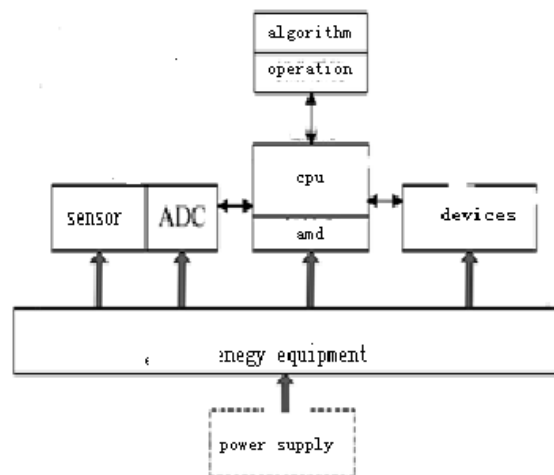 algorithm
operation
cpu
sensor ADC
devices
amd
enegy equipment
power supply